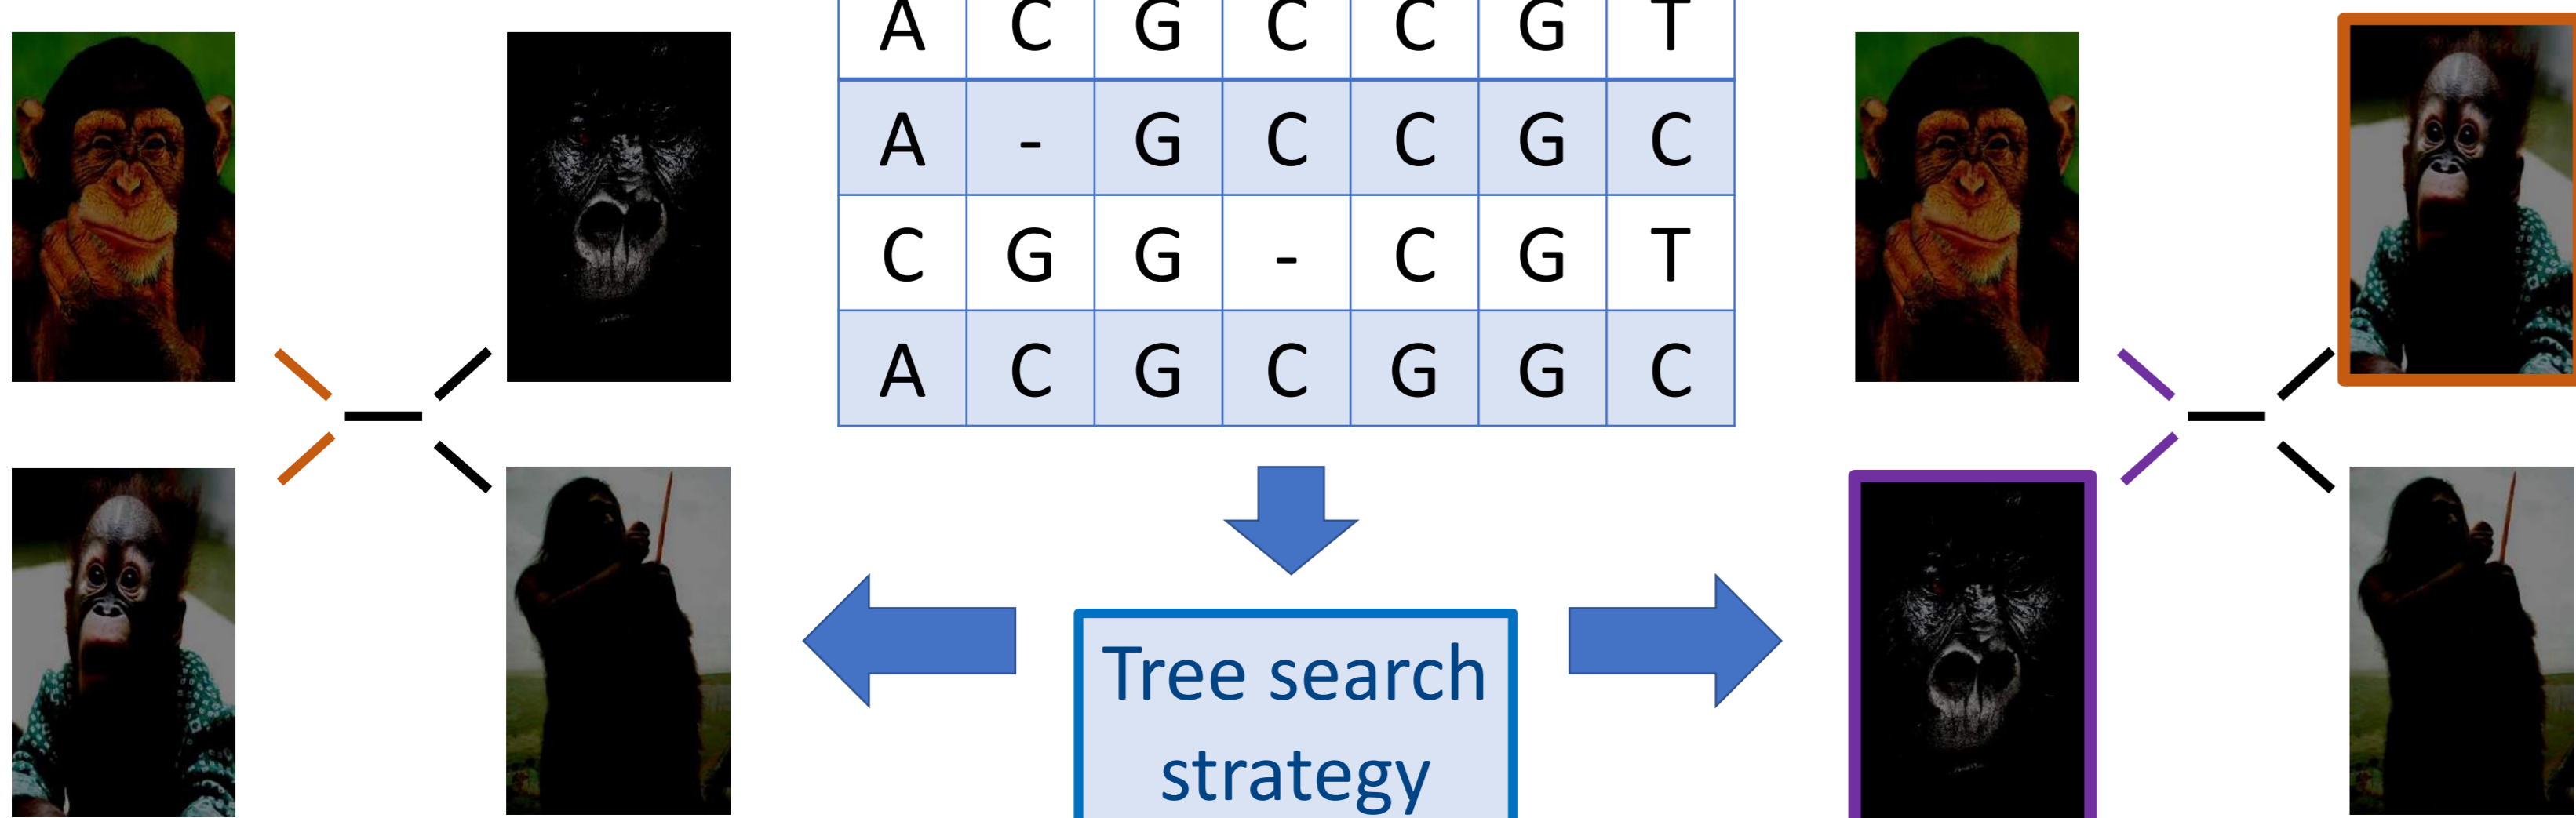 A C G C C G T
A - G C C G C
C G G - C G T
A C G C G G C
Tree search
strategy